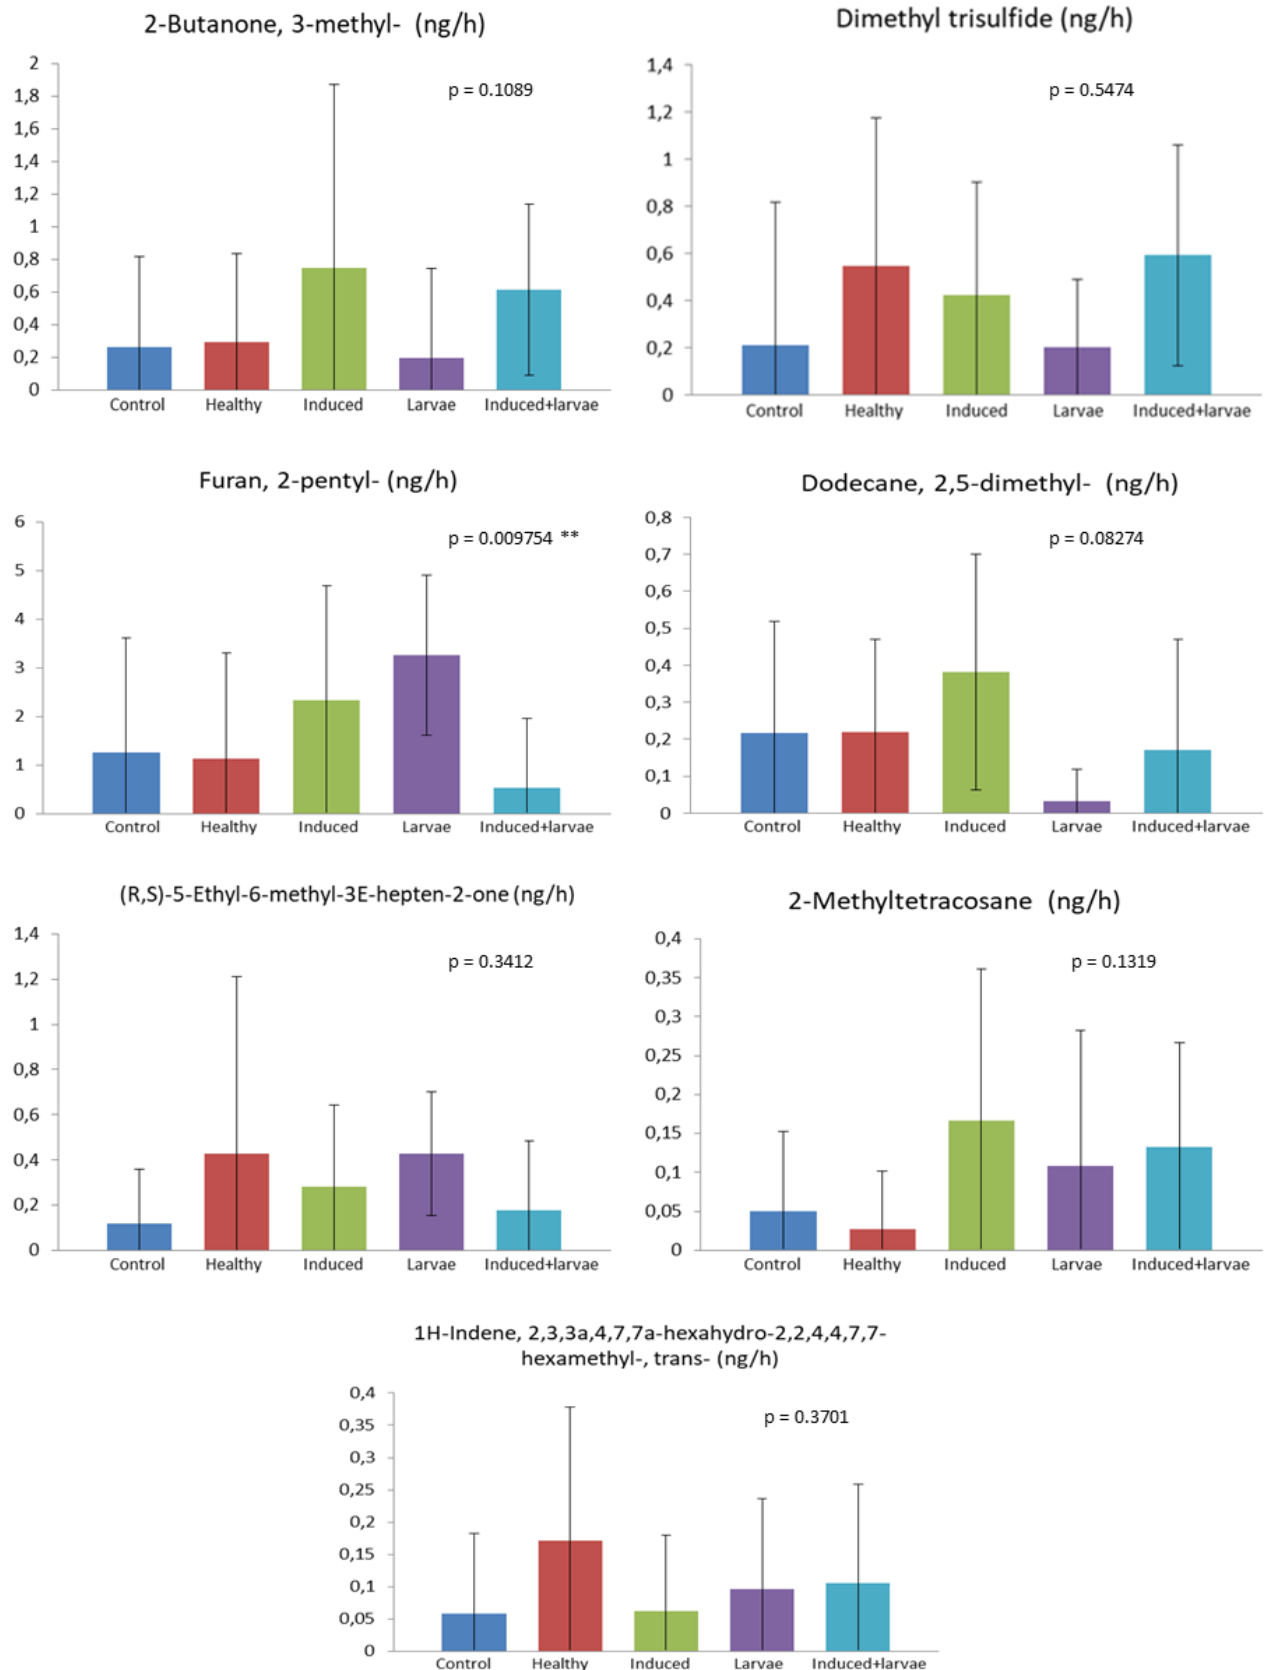 2-Butanone, 3-methyl- (ng/h)
2
1,8
1,6
1,4
1,2
1
0,8
0,6
0,4
0,2
0
p = 0.1089
Control Healthy Induced Larvae Induced+larvae
Dimethyl trisulfide (ng/h)
1,4
1,2
1
0,8
0,6
0,4
0,2
0
p = 0.5474
Control Healthy Induced Larvae Induced+larvae
Furan, 2-pentyl- (ng/h)
6
5
4
3
2
1
0
p = 0.009754 **
Control Healthy Induced Larvae Induced+larvae
Dodecane, 2,5-dimethyl- (ng/h)
0,8
0,7
0,6
0,5
0,4
0,3
0,2
0,1
0
p = 0.08274
Control Healthy Induced Larvae Induced+larvae
(R,S)-5-Ethyl-6-methyl-3E-hepten-2-one (ng/h)
1,4
1,2
1
0,8
0,6
0,4
0,2
0
p = 0.3412
Control Healthy Induced Larvae Induced+larvae
2-Methyltetracosane (ng/h)
0,4
0,35
0,3
0,25
0,2
0,15
0,1
0,05
0
p = 0.1319
Control Healthy Induced Larvae Induced+larvae
1H-Indene, 2,3,3a,4,7,7a-hexahydro-2,2,4,4,7,7-
hexamethyl-, trans- (ng/h)
0,4
0,35
0,3
0,25
0,2
0,15
0,1
0,05
0
p = 0.3701
Control Healthy Induced Larvae Induced+larvae